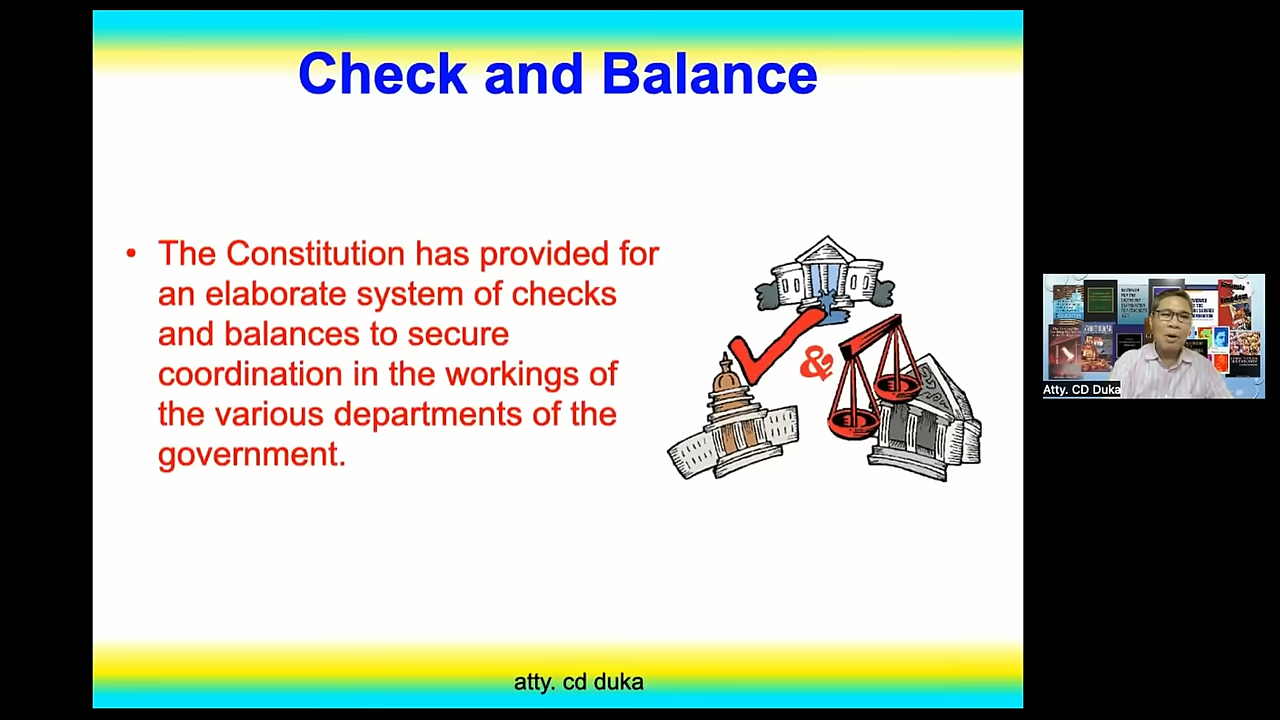 Check and Balance
• The Constitution has provided for
an elaborate system of checks
and balances to secure
coordination in the workings of
the various departments of the
government.
&
atty. cd duka
Atty. CD Duka